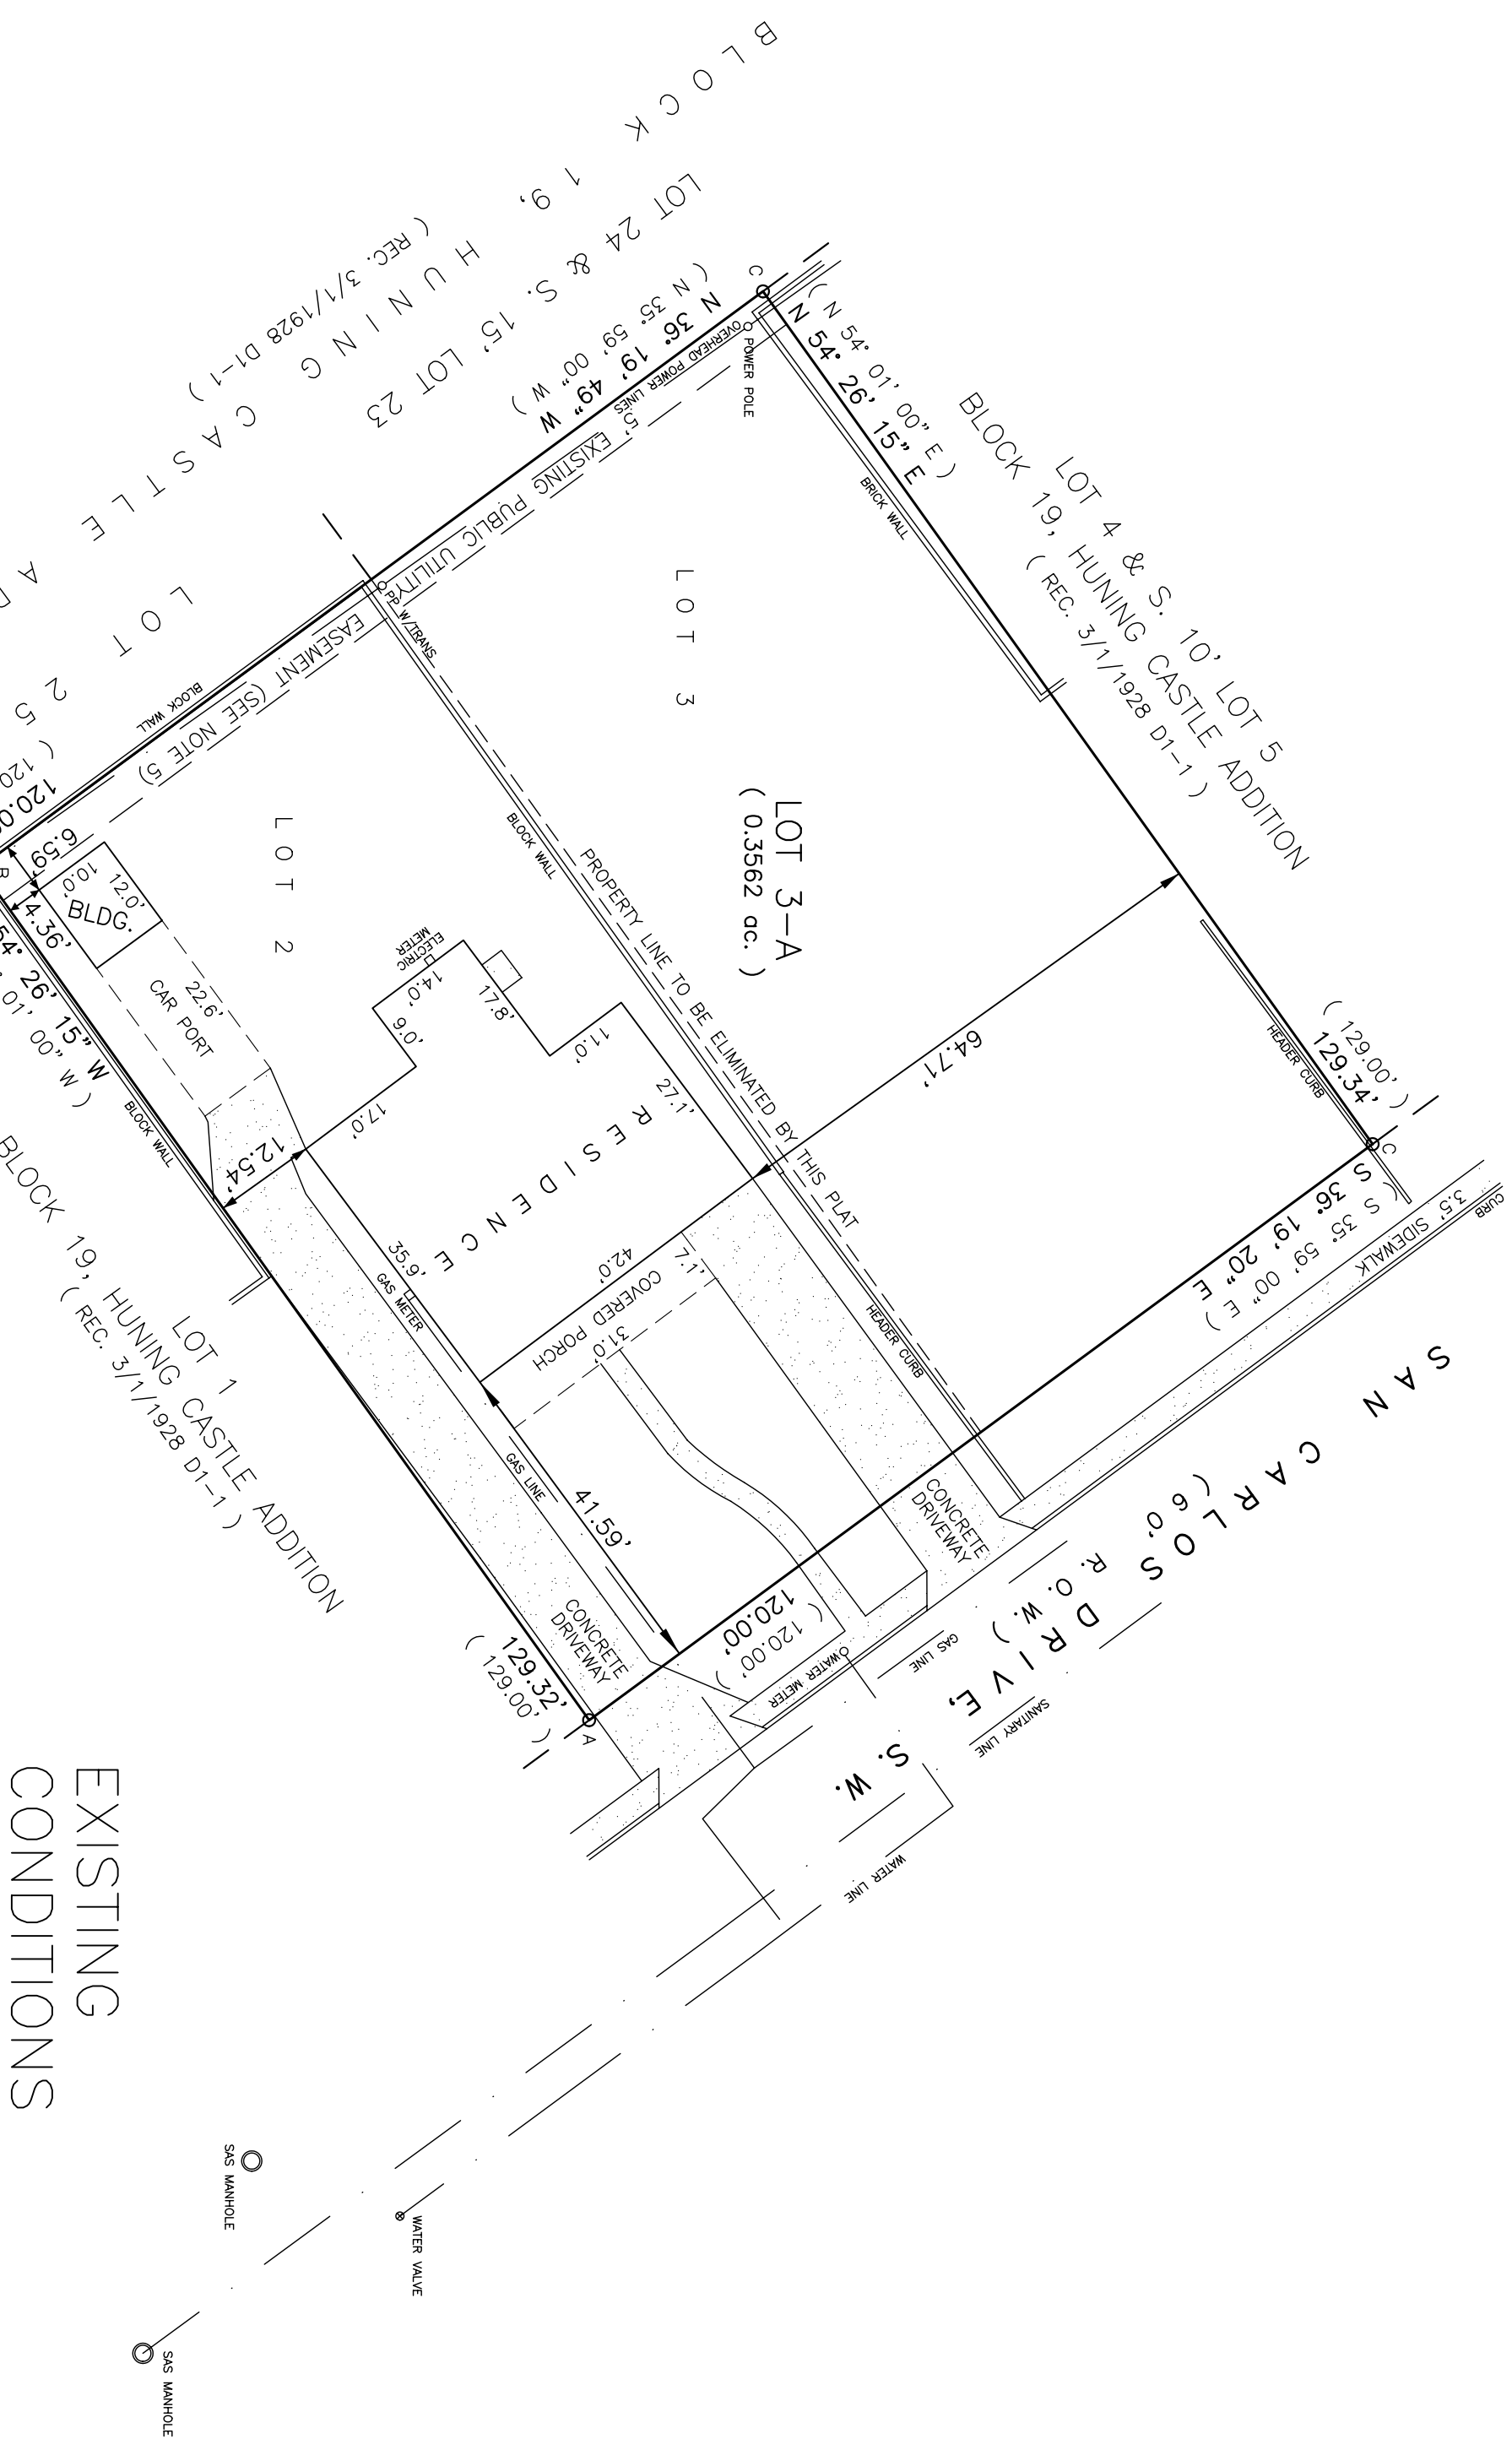 BLOCK 19, HUNING CASTLE
LOT 24 & S. 15' LOT 23
( REC. 3/1/1928 D1-1 )
LOT 25
N 36° 19' 49" W
( N 35° 59' 00" W )
OVERHEAD POWER LINES
5' EXISTING PUBLIC UTILITY
EASEMENT (SEE NOTE 5)
C
POWER POLE
PP W/TRANS
BLOCK WALL
( N 54° 01' 00" E )
N 54° 26' 15" E
BRICK WALL
LOT 4 & S. 10' LOT 5
BLOCK 19, HUNING CASTLE ADDITION
( REC. 3/1/1928 D1-1 )
( 129.00' )
129.34'
HEADER CURB
C
S 36° 19' 20" E
( S 35° 59' 00" E )
3.5' SIDEWALK
CURB
LOT 3
LOT 3-A
( 0.3562 ac. )
64.71'
PROPERTY LINE TO BE ELIMINATED BY THIS PLAT
BLOCK WALL
HEADER CURB
LOT 2
6.59'
10.0'
12.0'
BLDG.
4.36'
22.6'
CAR PORT
ELECTRIC
METER
14.0'
17.8'
9.0'
11.0'
27.1'
17.0'
12.54'
RESIDENCE
35.9'
GAS METER
42.0'
COVERED PORCH
7.1'
31.0'
GAS LINE
41.59'
CONCRETE
DRIVEWAY
CONCRETE
DRIVEWAY
120.00'
( 120.00' )
WATER METER
129.32'
( 129.00' )
A
BLOCK WALL
26' 15" W
01' 00" W )
LOT 1
BLOCK 19, HUNING CASTLE ADDITION
( REC. 3/1/1928 D1-1 )
SAN CARLOS DRIVE, S. W.
( 60' R. O. W. )
GAS LINE
SANITARY LINE
WATER LINE
EXISTING
CONDITIONS
SAS MANHOLE
WATER VALVE
SAS MANHOLE